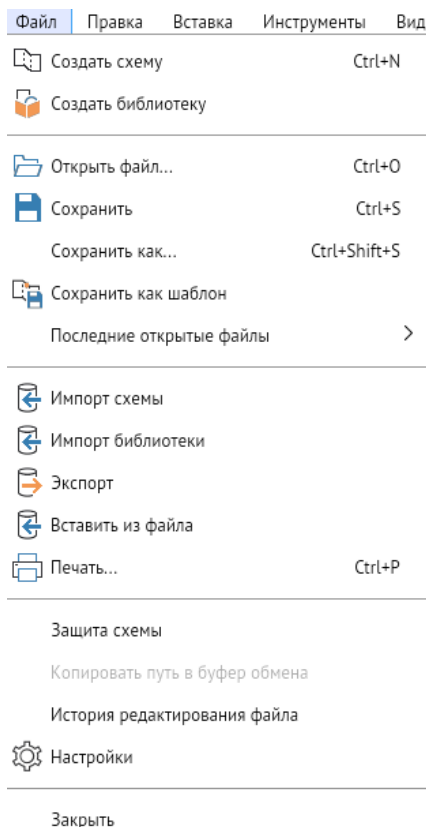 Файл Правка Вставка Инструменты Вид
Создать схему Ctrl+N
Создать библиотеку
Открыть файл... Ctrl+O
Сохранить Ctrl+S
Сохранить как... Ctrl+Shift+S
Сохранить как шаблон
Последние открытые файлы
Импорт схемы
Импорт библиотеки
Экспорт
Вставить из файла
Печать... Ctrl+P
Защита схемы
Копировать путь в буфер обмена
История редактирования файла
Настройки
Закрыть